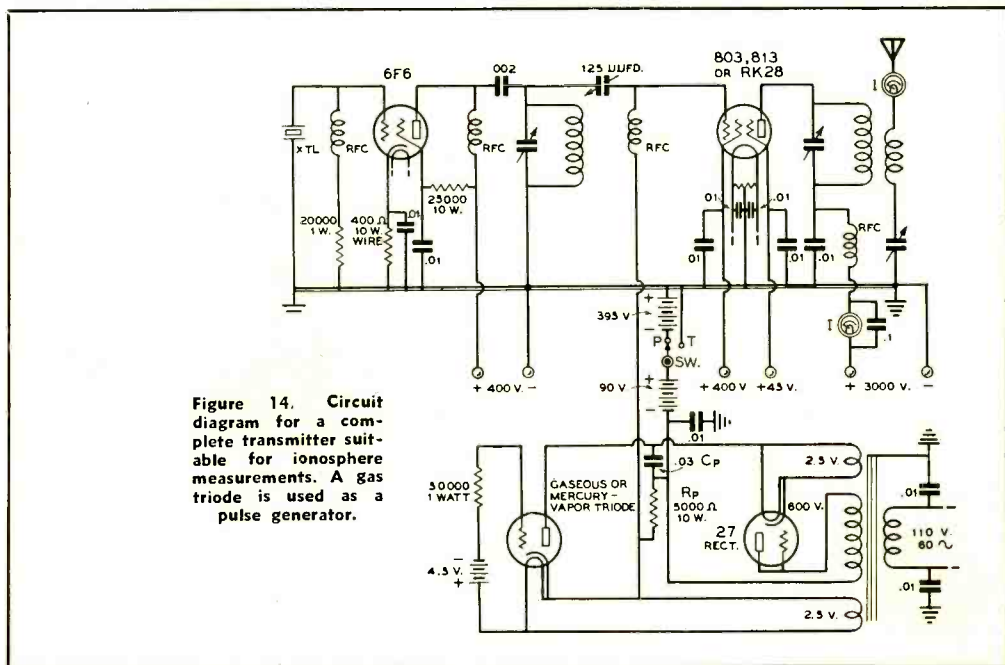 6F6
002
125 µµFD.
803, 813
OR RK28
I
XTL
RFC
RFC
RFC
20000
1 W.
400 Ω
10 W.
WIRE
.01
.01
25000
10 W.
.01
.01
01
.01
.01
RFC
I
.1
395 V
+
−
P
T
SW.
90 V
+
−
+ 400 V. −
+400 V
+45 V.
+ 3000 V.
−
.01
Figure 14. Circuit
diagram for a com-
plete transmitter suit-
able for ionosphere
measurements. A gas
triode is used as a
pulse generator.
50000
1 WATT
4.5 V.
−
+
GASEOUS OR
MERCURY-
VAPOR TRIODE
.03 Cp
Rp
5000 Ω
10 W.
27
RECT.
600 V.
2.5 V.
2.5 V.
.01
110 V.
60 ~
.01